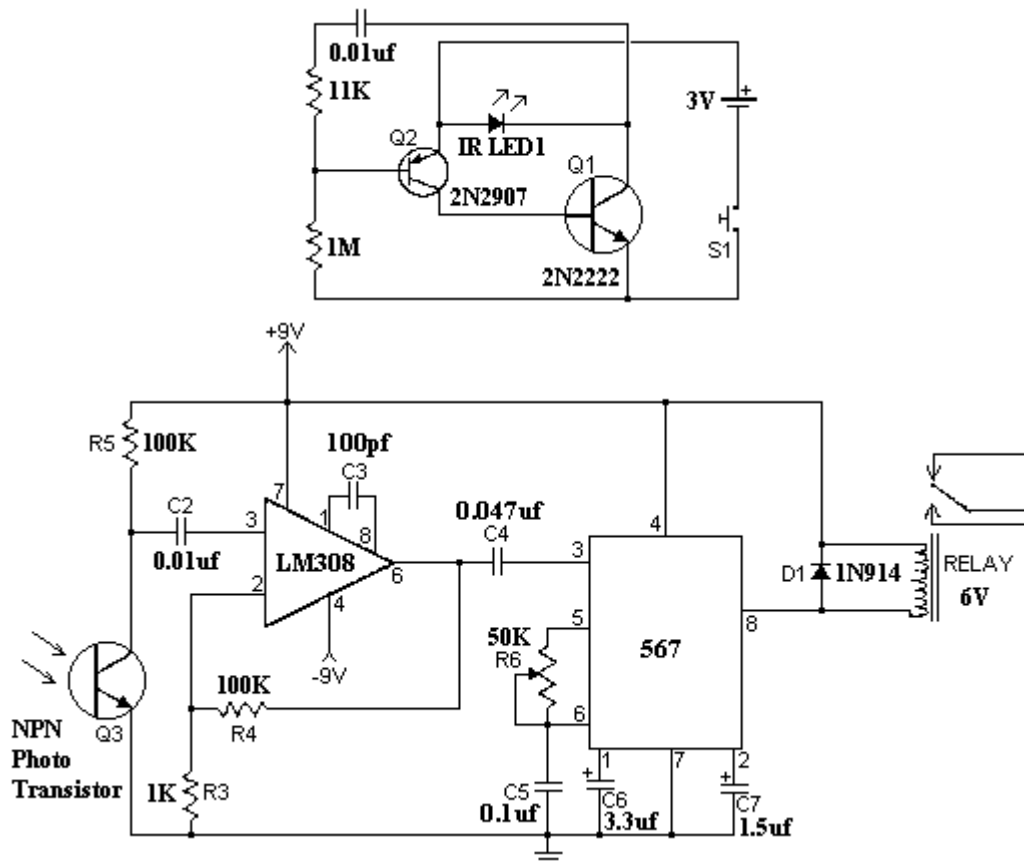 0.01uf
11K
+
3V
Q2
IR LED1
Q1
2N2907
S1
1M
2N2222
+9V
R5 100K
100pf
C3
7
1
8
C2
3
0.01uf
LM308
6
2
4
-9V
0.047uf
C4
3
4
5
50K
R6
567
6
8
1
7
2
D1
1N914
RELAY
6V
100K
R4
NPN
Photo
Transistor
Q3
1K R3
C5
0.1uf
+
C6
3.3uf
+
C7
1.5uf